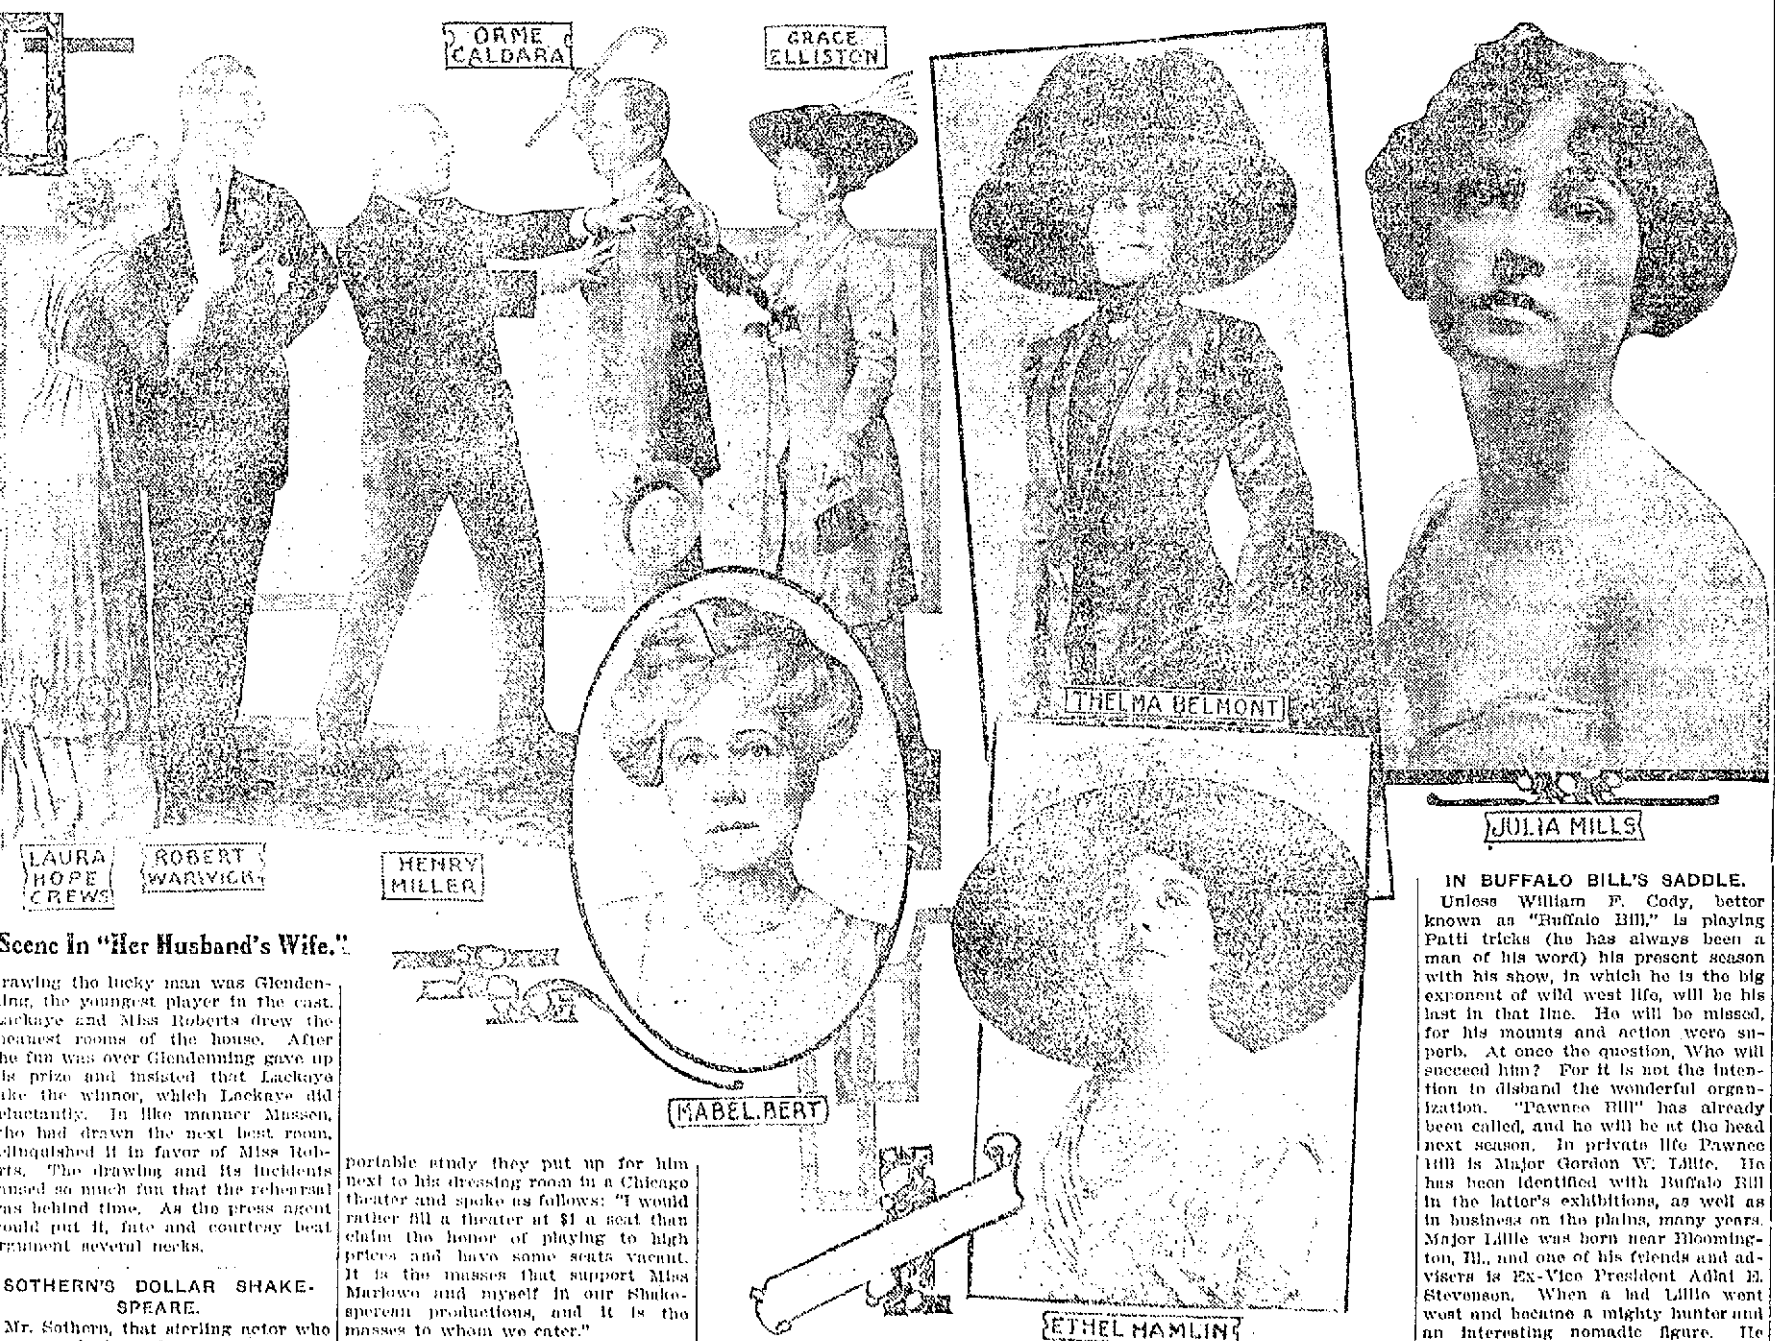 ORME
CALDARA
GRACE
ELLISTON
THELMA BELMONT
JULIA MILLS
LAURA
HOPE
CREWS
ROBERT
WARWICK
HENRY
MILLER
MABEL BERT
ETHEL HAMLIN
Scene In "Her Husband's Wife."
rawing the lucky man was Glenden-
ing, the youngest player in the cast.
Lackaye and Miss Roberts drew the
meanest rooms of the house. After
he fun was over Glendenning gave up
is prize and insisted that Lackaye
ake the winner, which Lackaye did
eluctantly. In like manner Mussen,
ho had drawn the next best room,
elinquished it in favor of Miss Rob-
rts. The drawing and its incidents
aused so much fun that the rehearsal
as behind time. As the press agent
ould put it, fate and courtesy beat
rgument several necks.
SOTHERN'S DOLLAR SHAKE-
SPEARE.
Mr. Sothern, that sterling actor who
portable study they put up for him
next to his dressing room in a Chicago
theater and spoke as follows: "I would
rather fill a theater at $1 a seat than
claim the honor of playing to high
prices and have some seats vacant.
It is the masses that support Miss
Marlowe and myself in our Shake-
sperean productions, and it is the
masses to whom we cater."
IN BUFFALO BILL'S SADDLE.
Unless William F. Cody, better
known as "Buffalo Bill," is playing
Patti tricks (he has always been a
man of his word) his present season
with his show, in which he is the big
exponent of wild west life, will be his
last in that line. He will be missed,
for his mounts and action were su-
perb. At once the question, Who will
succeed him? For it is not the inten-
tion to disband the wonderful organ-
ization. "Pawnee Bill" has already
been called, and he will be at the head
next season. In private life Pawnee
Bill is Major Gordon W. Lillie. He
has been identified with Buffalo Bill
in the latter's exhibitions, as well as
in business on the plains, many years.
Major Lillie was born near Blooming-
ton, Ill., and one of his friends and ad-
visers is Ex-Vice President Adlai E.
Stevenson. When a lad Lillie went
west and became a mighty hunter and
an interesting nomadic figure. He